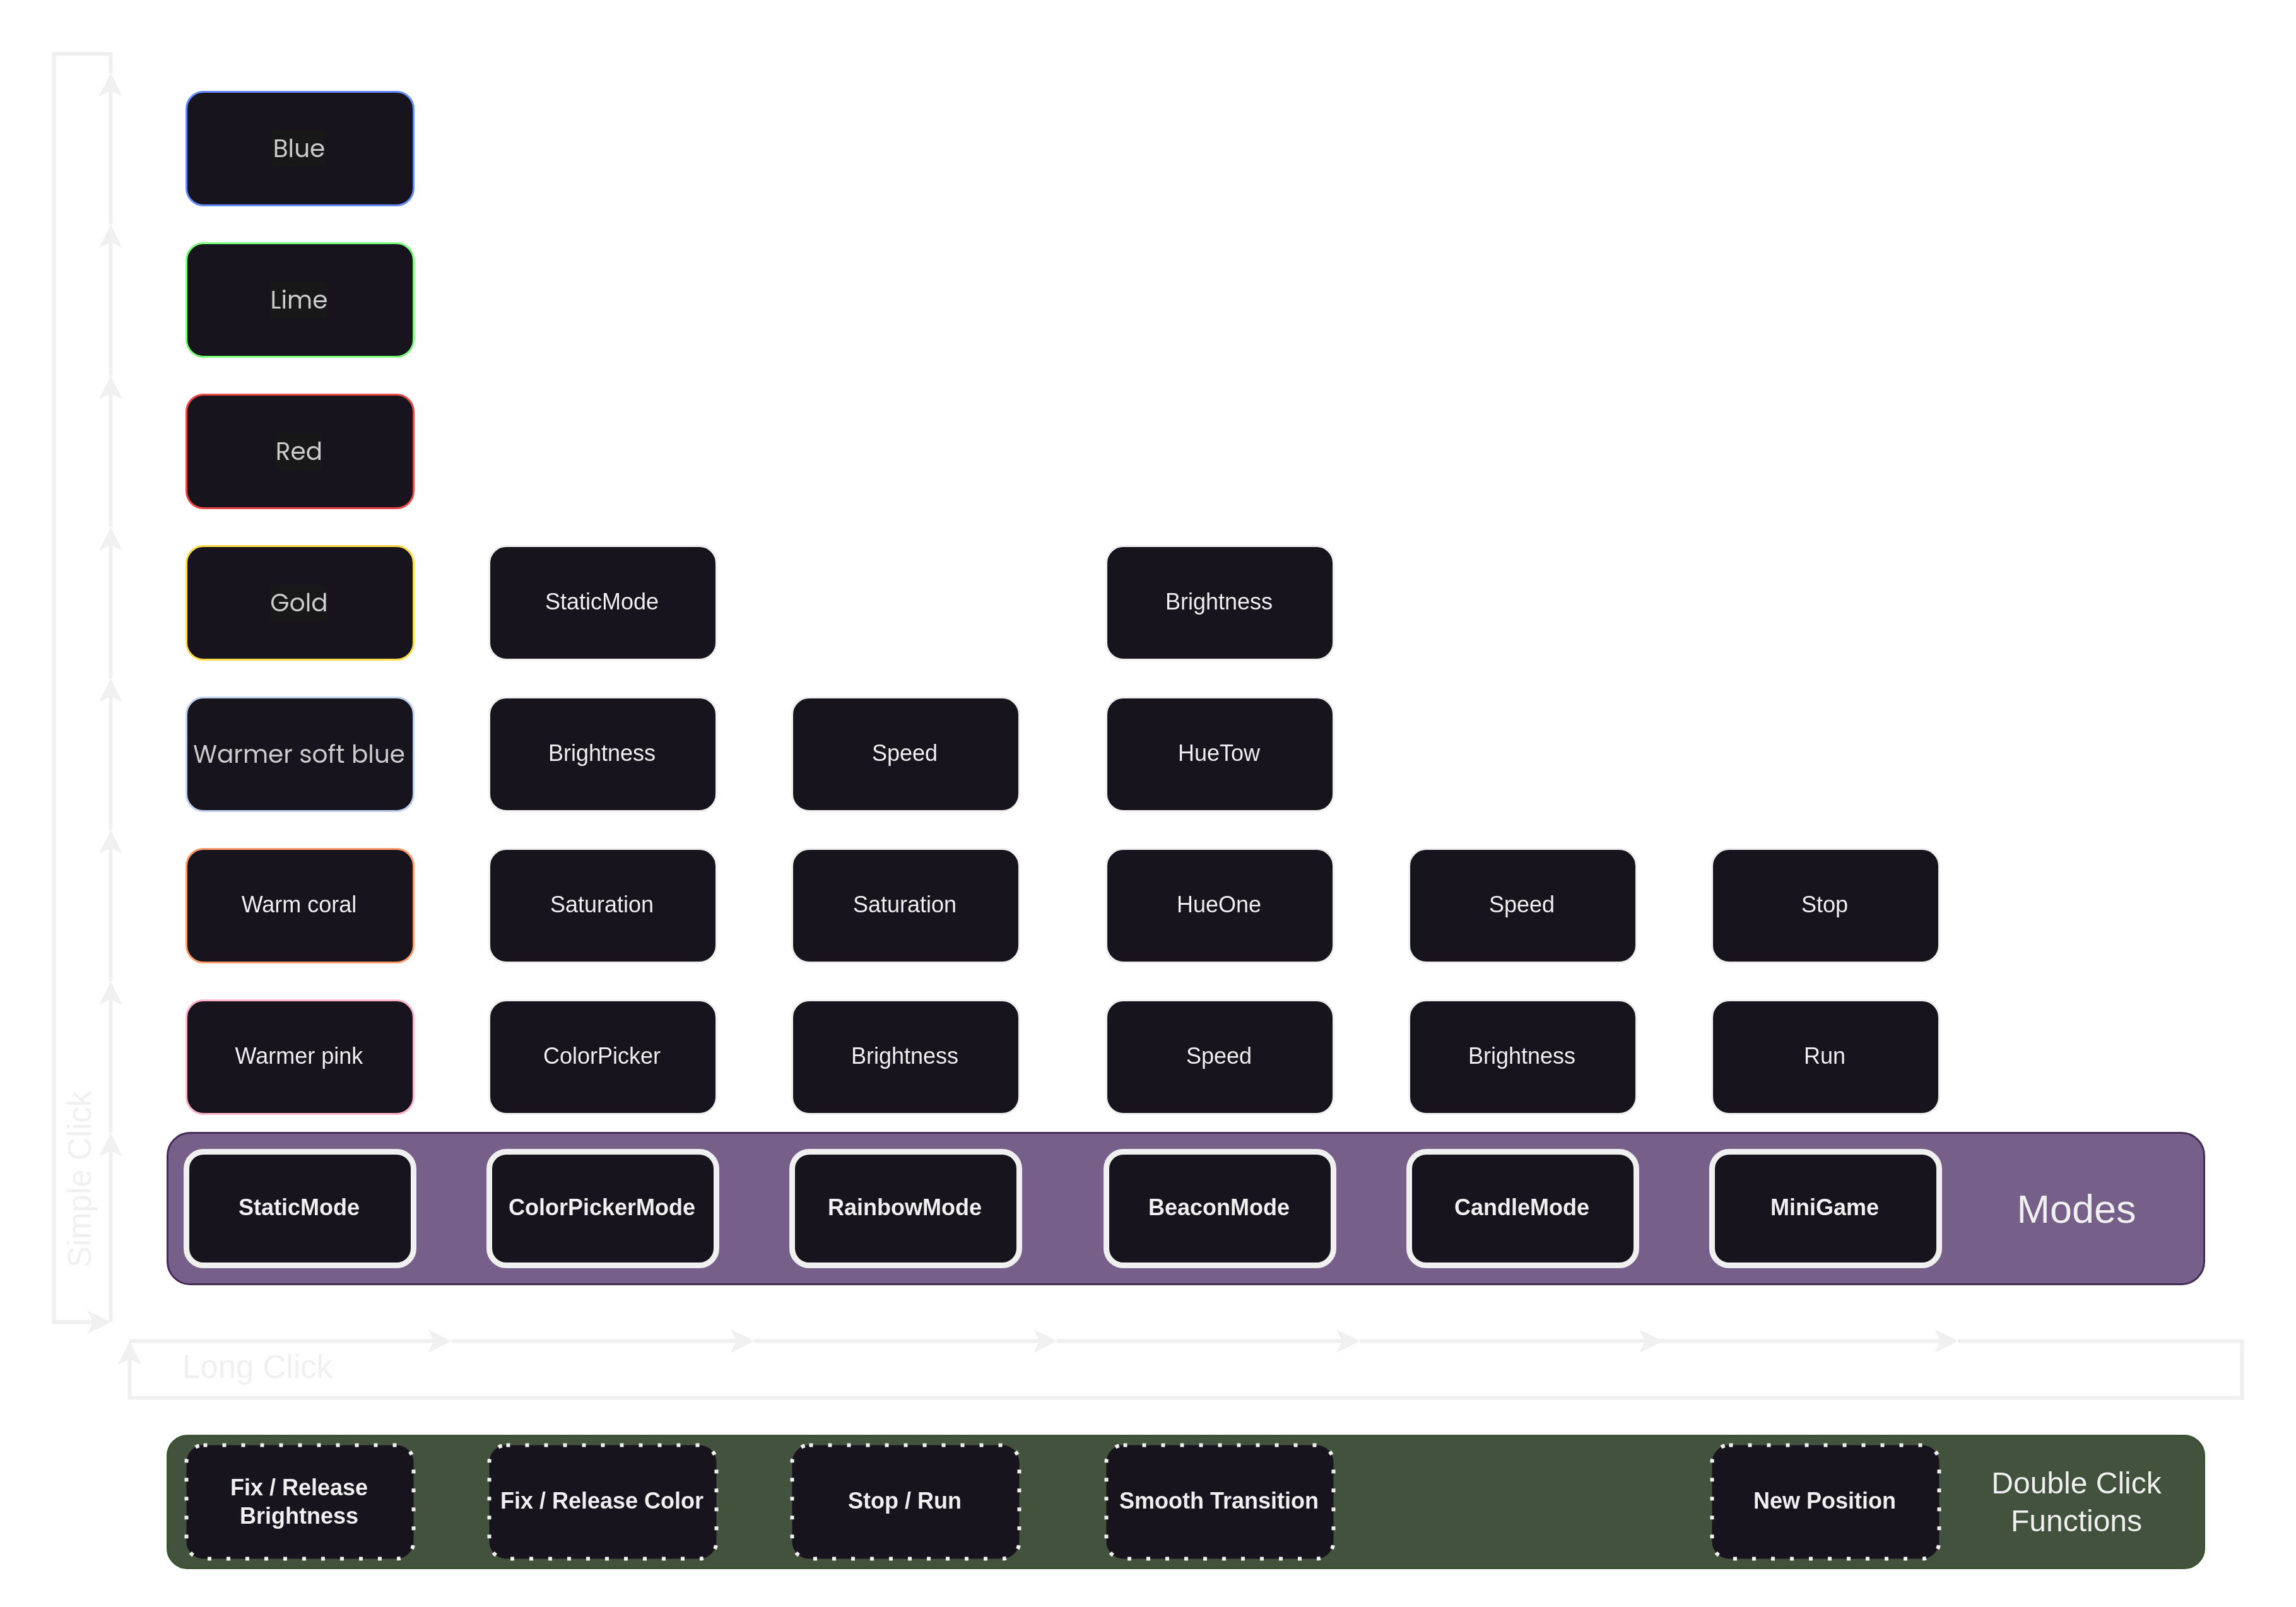 Blue
Lime
Red
Gold
StaticMode
Brightness
Warmer soft blue
Brightness
Speed
HueTow
Warm coral
Saturation
Saturation
HueOne
Speed
Stop
Warmer pink
ColorPicker
Brightness
Speed
Brightness
Run
Simple Click
StaticMode
ColorPickerMode
RainbowMode
BeaconMode
CandleMode
MiniGame
Modes
Long Click
Fix / Release
Brightness
Fix / Release Color
Stop / Run
Smooth Transition
New Position
Double Click
Functions